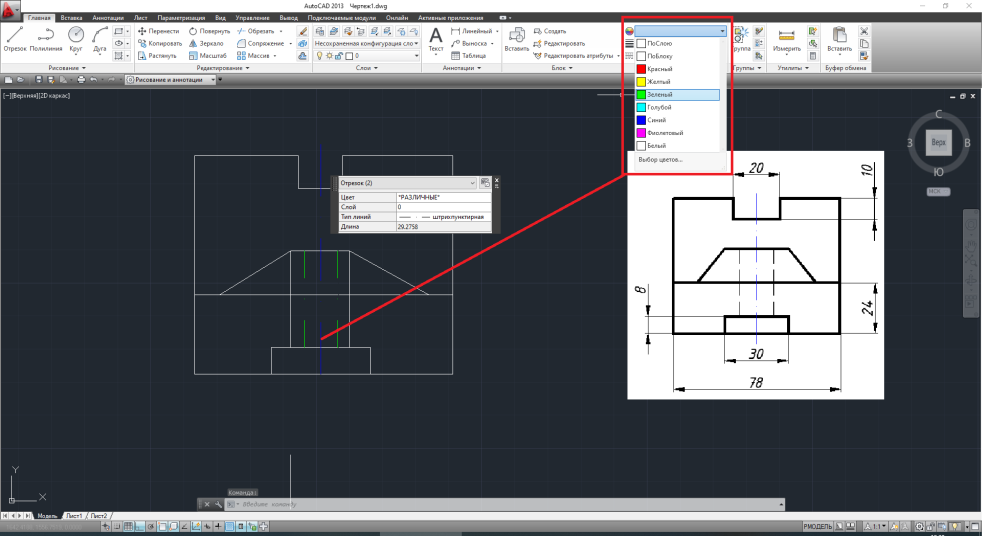 AutoCAD 2013 Чертеж1.dwg
Главная Вставка Аннотации Лист Параметризация Вид Управление Вывод Подключаемые модули Онлайн Активные приложения
Отрезок Полилиния Круг Дуга
Перенести Повернуть Обрезать
Копировать Зеркало Сопряжение
Растянуть Масштаб Массив
Несохраненная конфигурация сло
0
Текст
Линейный
Выноска
Таблица
Вставить
Создать
Редактировать
Редактировать атрибуты
Измерить
Вставить
Рисование Редактирование Слои Аннотации Блок Группы Утилиты Буфер обмена
ПоСлою
ПоБлоку
Красный
Желтый
Зеленый
Голубой
Синий
Фиолетовый
Белый
Выбор цветов...
Рисование и аннотации
[−][Верхняя][2D каркас]
С
З Верх В
Ю
МСК
Отрезок (2)
Цвет *РАЗЛИЧНЫЕ*
Слой 0
Тип линий штрихпунктирная
Длина 29.2758
20
10
8
24
30
78
Y
X
Команда:
Введите команду
Модель Лист1 Лист2
РМОДЕЛЬ
1:1